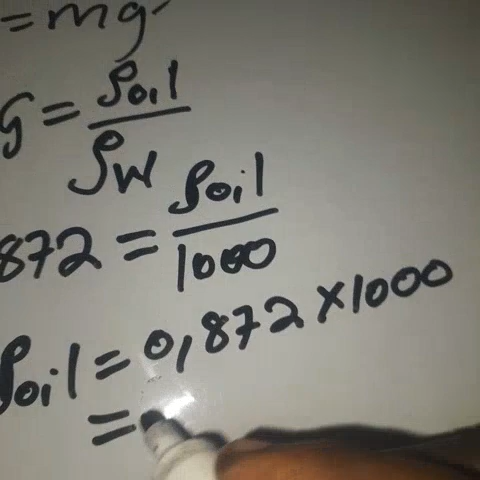 = mg
G = ρoil / ρw
872 = ρoil / 1000
ρoil = 0,872 × 1000
=